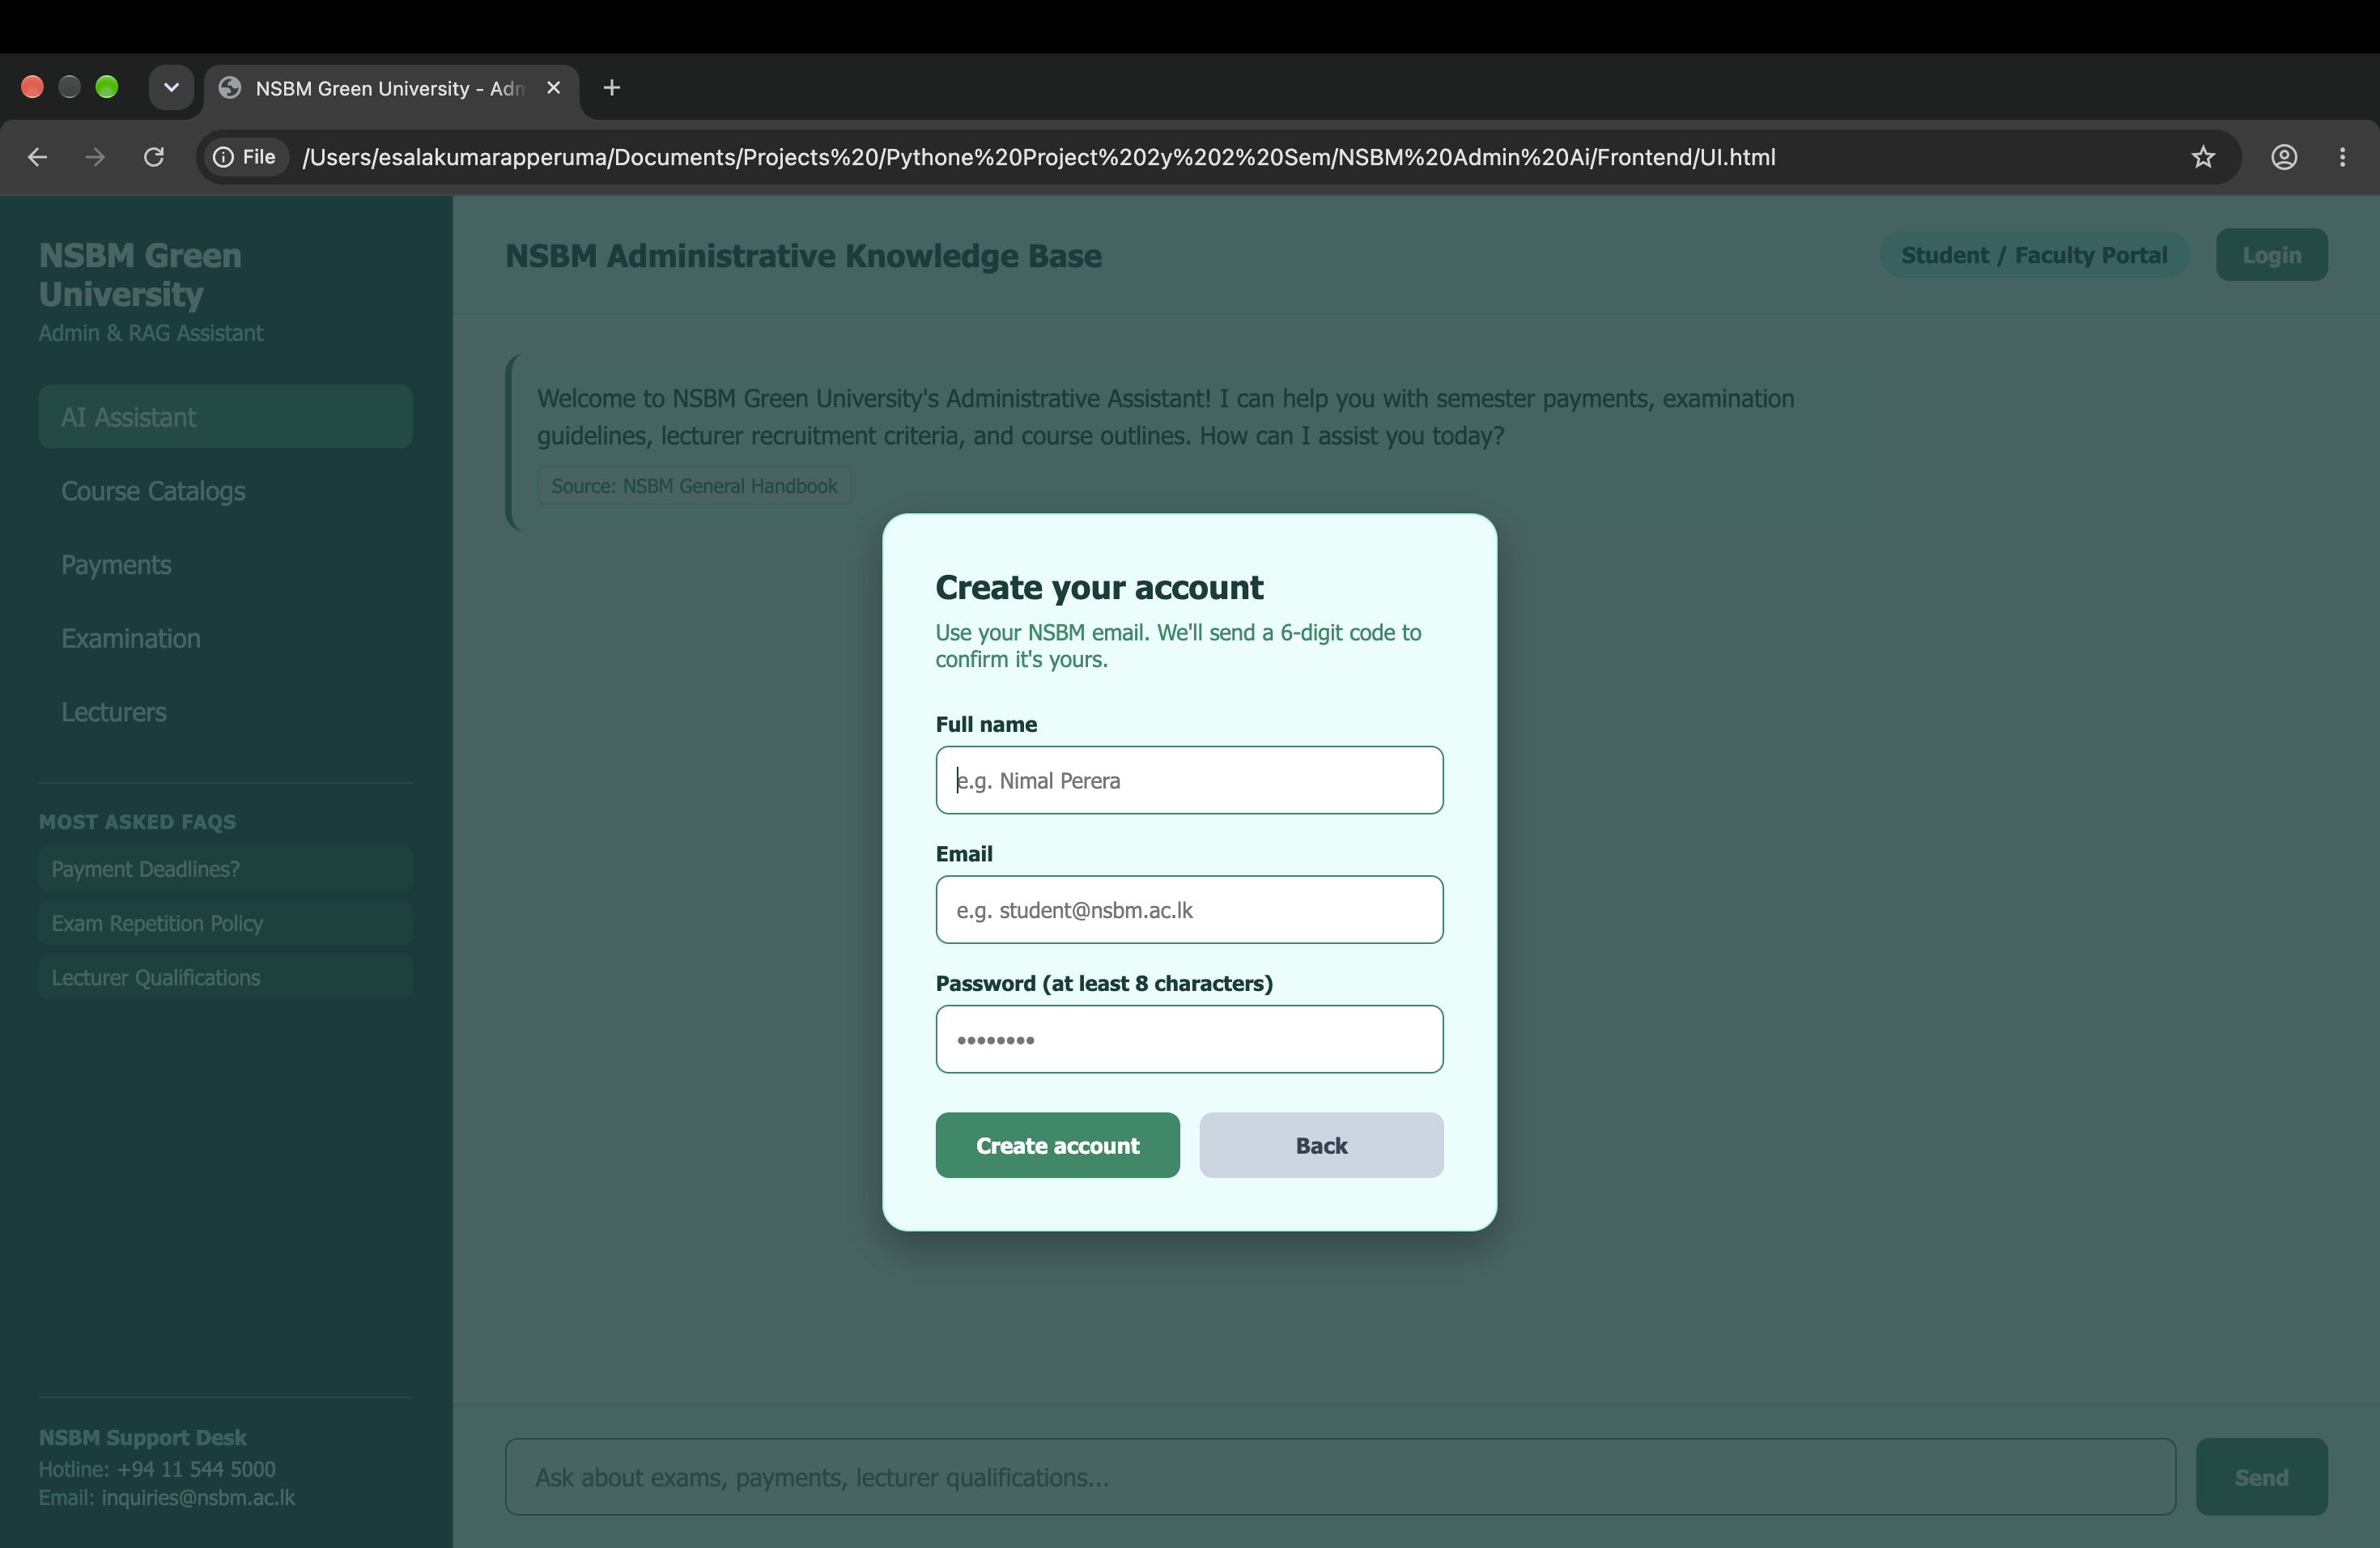 NSBM Green University - Adm
File
/Users/esalakumarapperuma/Documents/Projects%20/Pythone%20Project%202y%202%20Sem/NSBM%20Admin%20Ai/Frontend/UI.html
NSBM Green
University
Admin & RAG Assistant
AI Assistant
Course Catalogs
Payments
Examination
Lecturers
MOST ASKED FAQS
Payment Deadlines?
Exam Repetition Policy
Lecturer Qualifications
NSBM Support Desk
Hotline: +94 11 544 5000
Email: inquiries@nsbm.ac.lk
NSBM Administrative Knowledge Base
Student / Faculty Portal
Login
Welcome to NSBM Green University's Administrative Assistant! I can help you with semester payments, examination
guidelines, lecturer recruitment criteria, and course outlines. How can I assist you today?
Source: NSBM General Handbook
Create your account
Use your NSBM email. We'll send a 6-digit code to
confirm it's yours.
Full name
e.g. Nimal Perera
Email
e.g. student@nsbm.ac.lk
Password (at least 8 characters)
••••••••
Create account
Back
Ask about exams, payments, lecturer qualifications...
Send